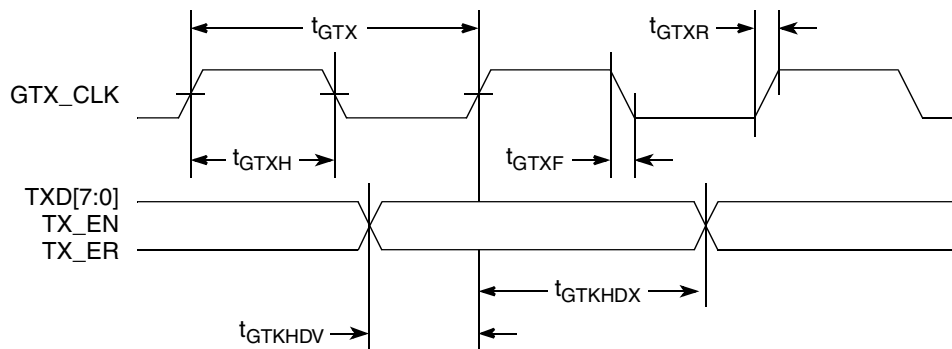 tGTX
tGTXR
GTX_CLK
tGTXH
tGTXF
TXD[7:0]
TX_EN
TX_ER
tGTKHDX
tGTKHDV